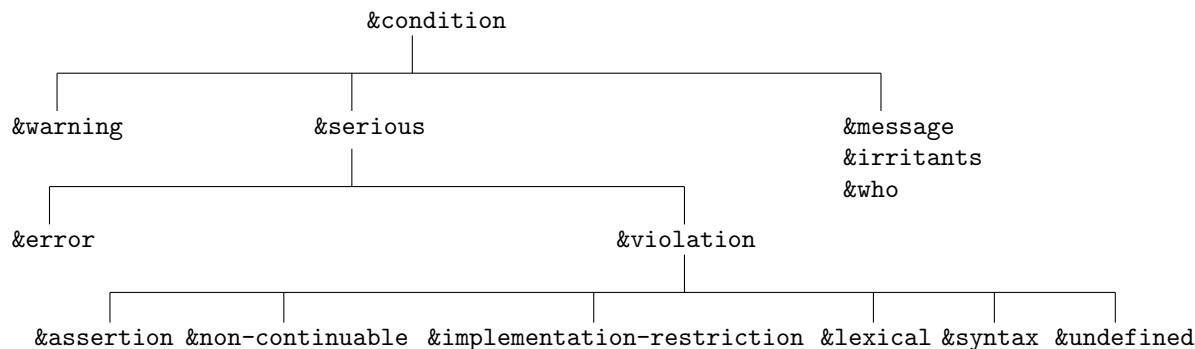 &condition
&warning &serious &message
&irritants
&who
&error &violation
&assertion &non-continuable &implementation-restriction &lexical &syntax &undefined